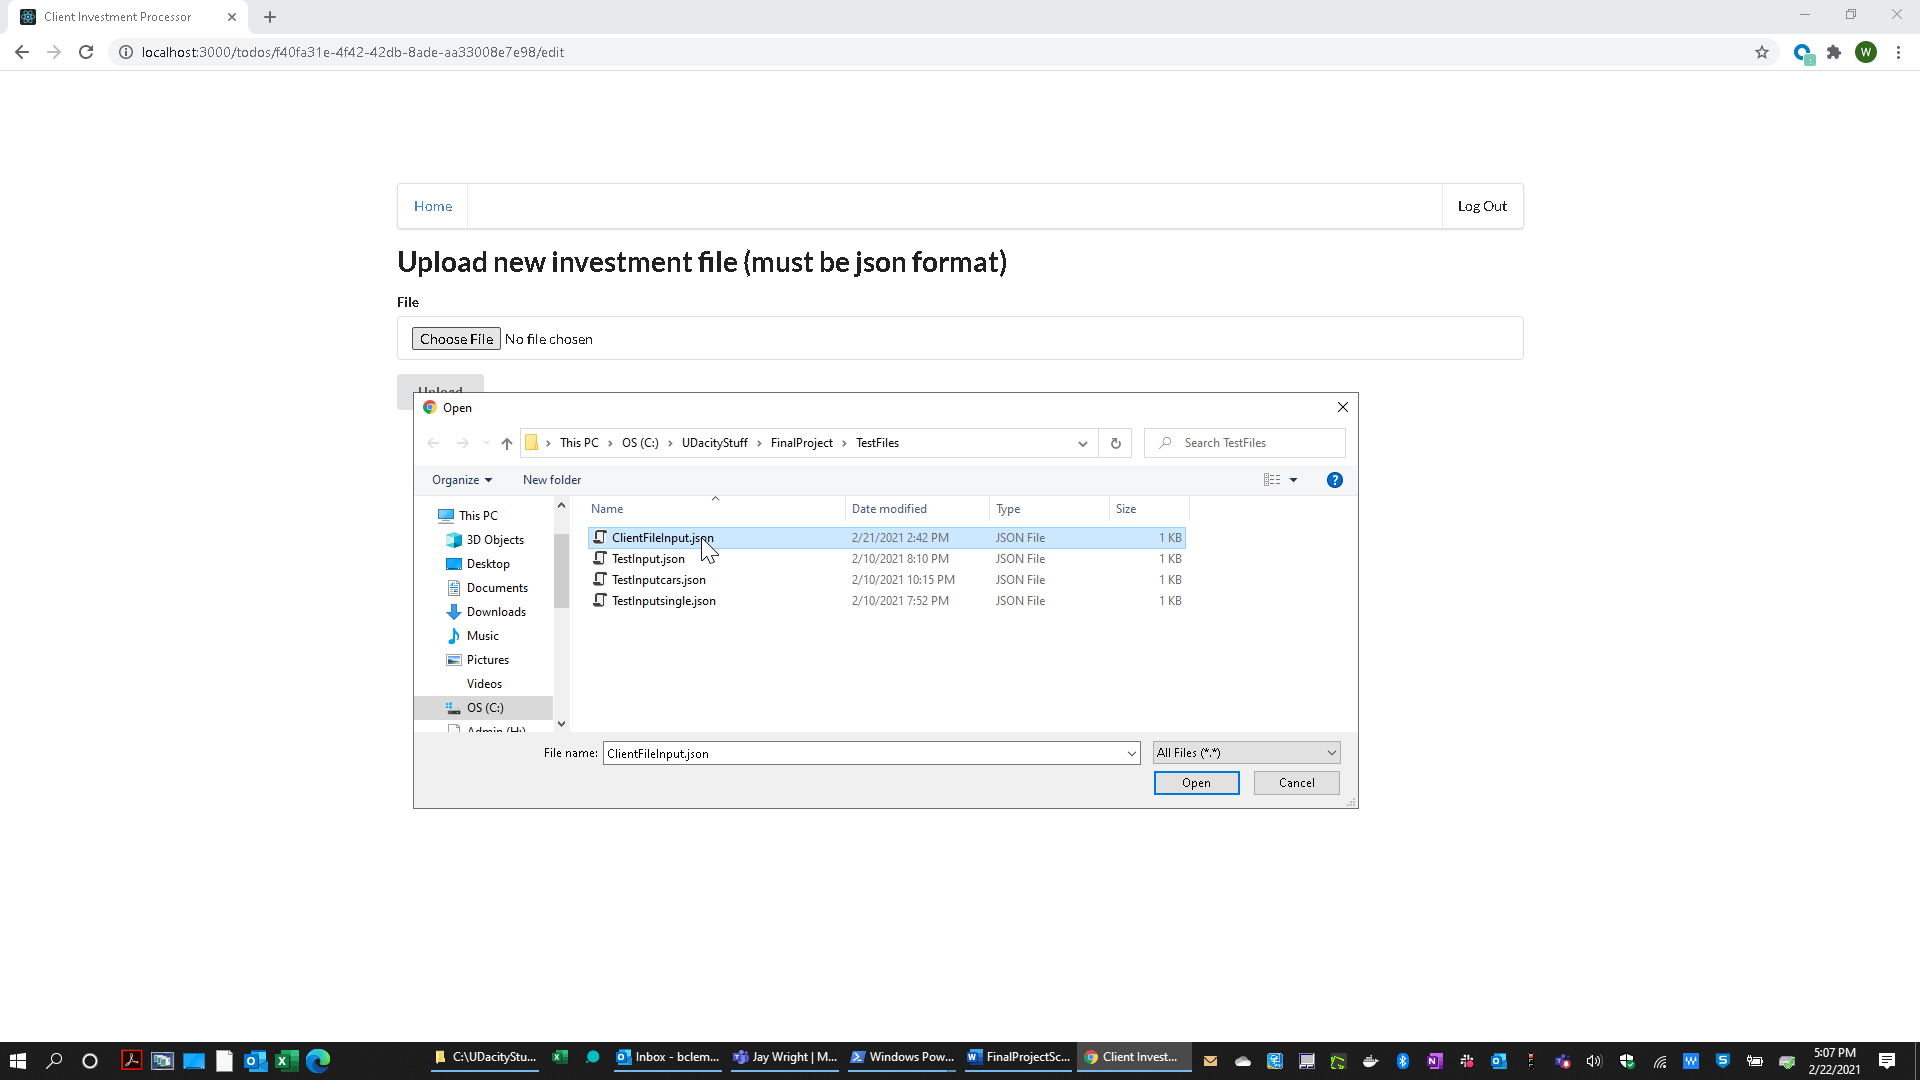 Client Investment Processor
localhost:3000/todos/f40fa31e-4f42-42db-8ade-aa33008e7e98/edit
W
Home
Log Out
Upload new investment file (must be json format)
File
Choose File No file chosen
Upload
Open
This PC > OS (C:) > UDacityStuff > FinalProject > TestFiles
Search TestFiles
Organize
New folder
Name Date modified Type Size
This PC
3D Objects
Desktop
Documents
Downloads
Music
Pictures
Videos
OS (C:)
Admin (H:)
ClientFileInput.json 2/21/2021 2:42 PM JSON File 1 KB
TestInput.json 2/10/2021 8:10 PM JSON File 1 KB
TestInputcars.json 2/10/2021 10:15 PM JSON File 1 KB
TestInputsingle.json 2/10/2021 7:52 PM JSON File 1 KB
File name: ClientFileInput.json
All Files (*.*)
Open
Cancel
C:\UDacityStu...
Inbox - bclem...
Jay Wright | M...
Windows Pow...
FinalProjectSc...
Client Invest...
5:07 PM
2/22/2021